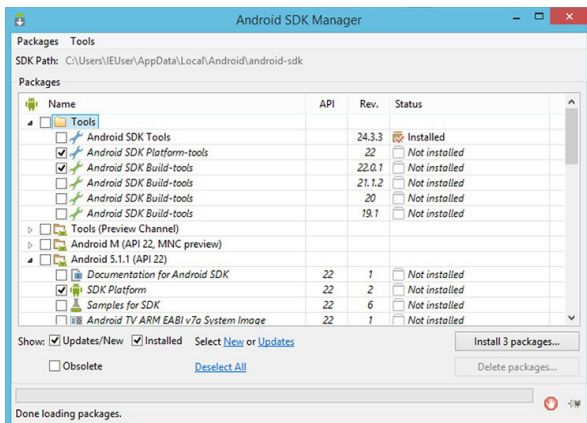 Android SDK Manager
Packages Tools
SDK Path: C:\Users\IEUser\AppData\Local\Android\android-sdk
Packages
Name API Rev. Status
Tools
Android SDK Tools 24.3.3 Installed
Android SDK Platform-tools 22 Not installed
Android SDK Build-tools 22.0.1 Not installed
Android SDK Build-tools 21.1.2 Not installed
Android SDK Build-tools 20 Not installed
Android SDK Build-tools 19.1 Not installed
Tools (Preview Channel)
Android M (API 22, MNC preview)
Android 5.1.1 (API 22)
Documentation for Android SDK 22 1 Not installed
SDK Platform 22 2 Not installed
Samples for SDK 22 6 Not installed
Android TV ARM EABI v7a System Image 22 1 Not installed
Show: Updates/New Installed Select New or Updates Install 3 packages...
Obsolete Deselect All Delete packages...
Done loading packages.